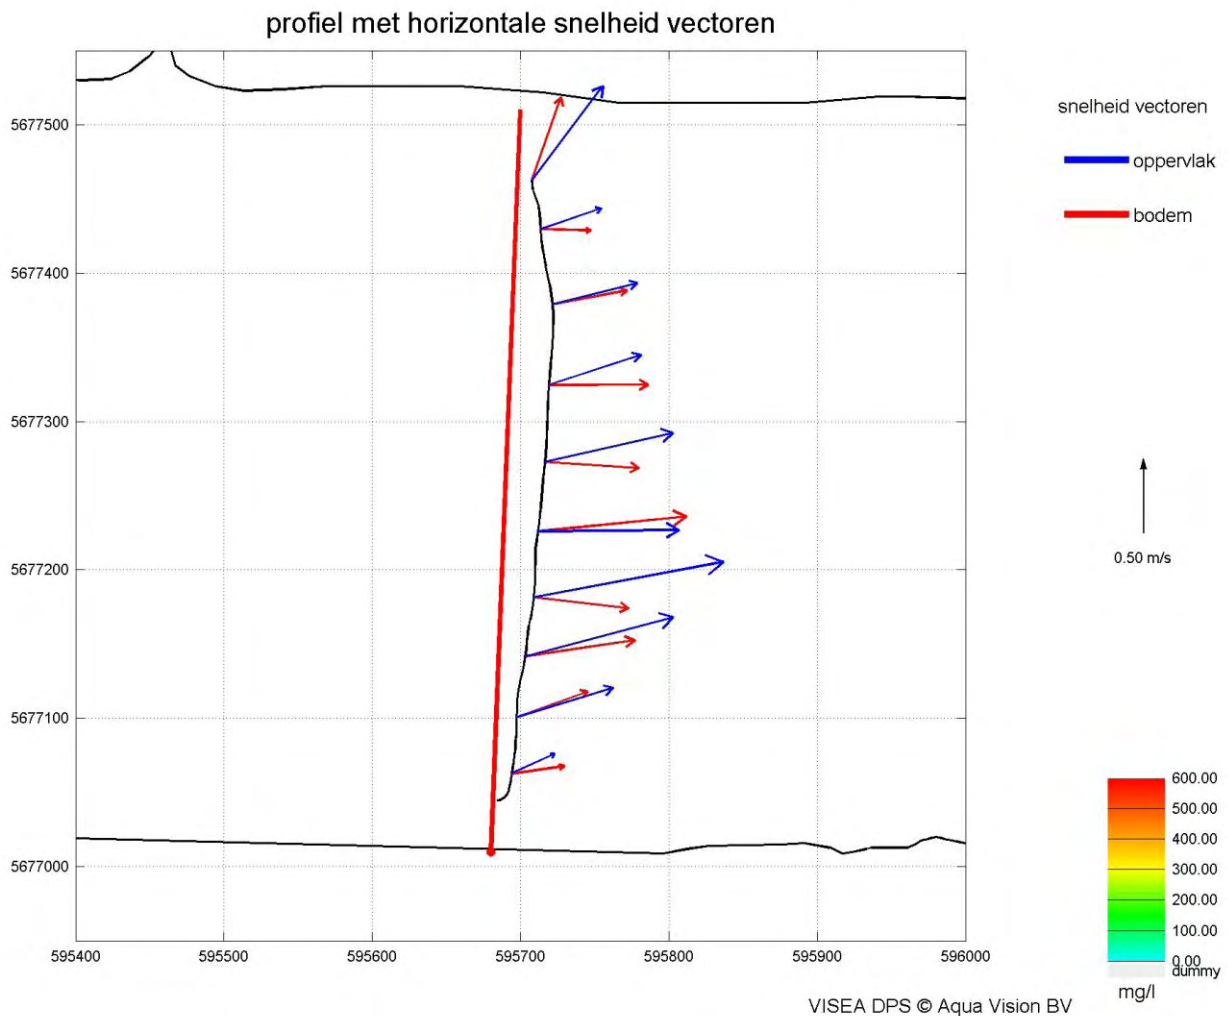 profiel met horizontale snelheid vectoren
snelheid vectoren
oppervlak
bodem
5677500
5677400
5677300
5677200
5677100
5677000
595400
595500
595600
595700
595800
595900
596000
0.50 m/s
600.00
500.00
400.00
300.00
200.00
100.00
0.00
dummy
mg/l
VISEA DPS © Aqua Vision BV